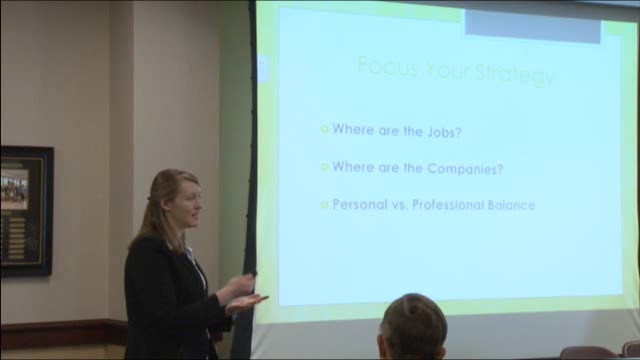 Focus Your Strategy
Where are the Jobs?
Where are the Companies?
Personal vs. Professional Balance